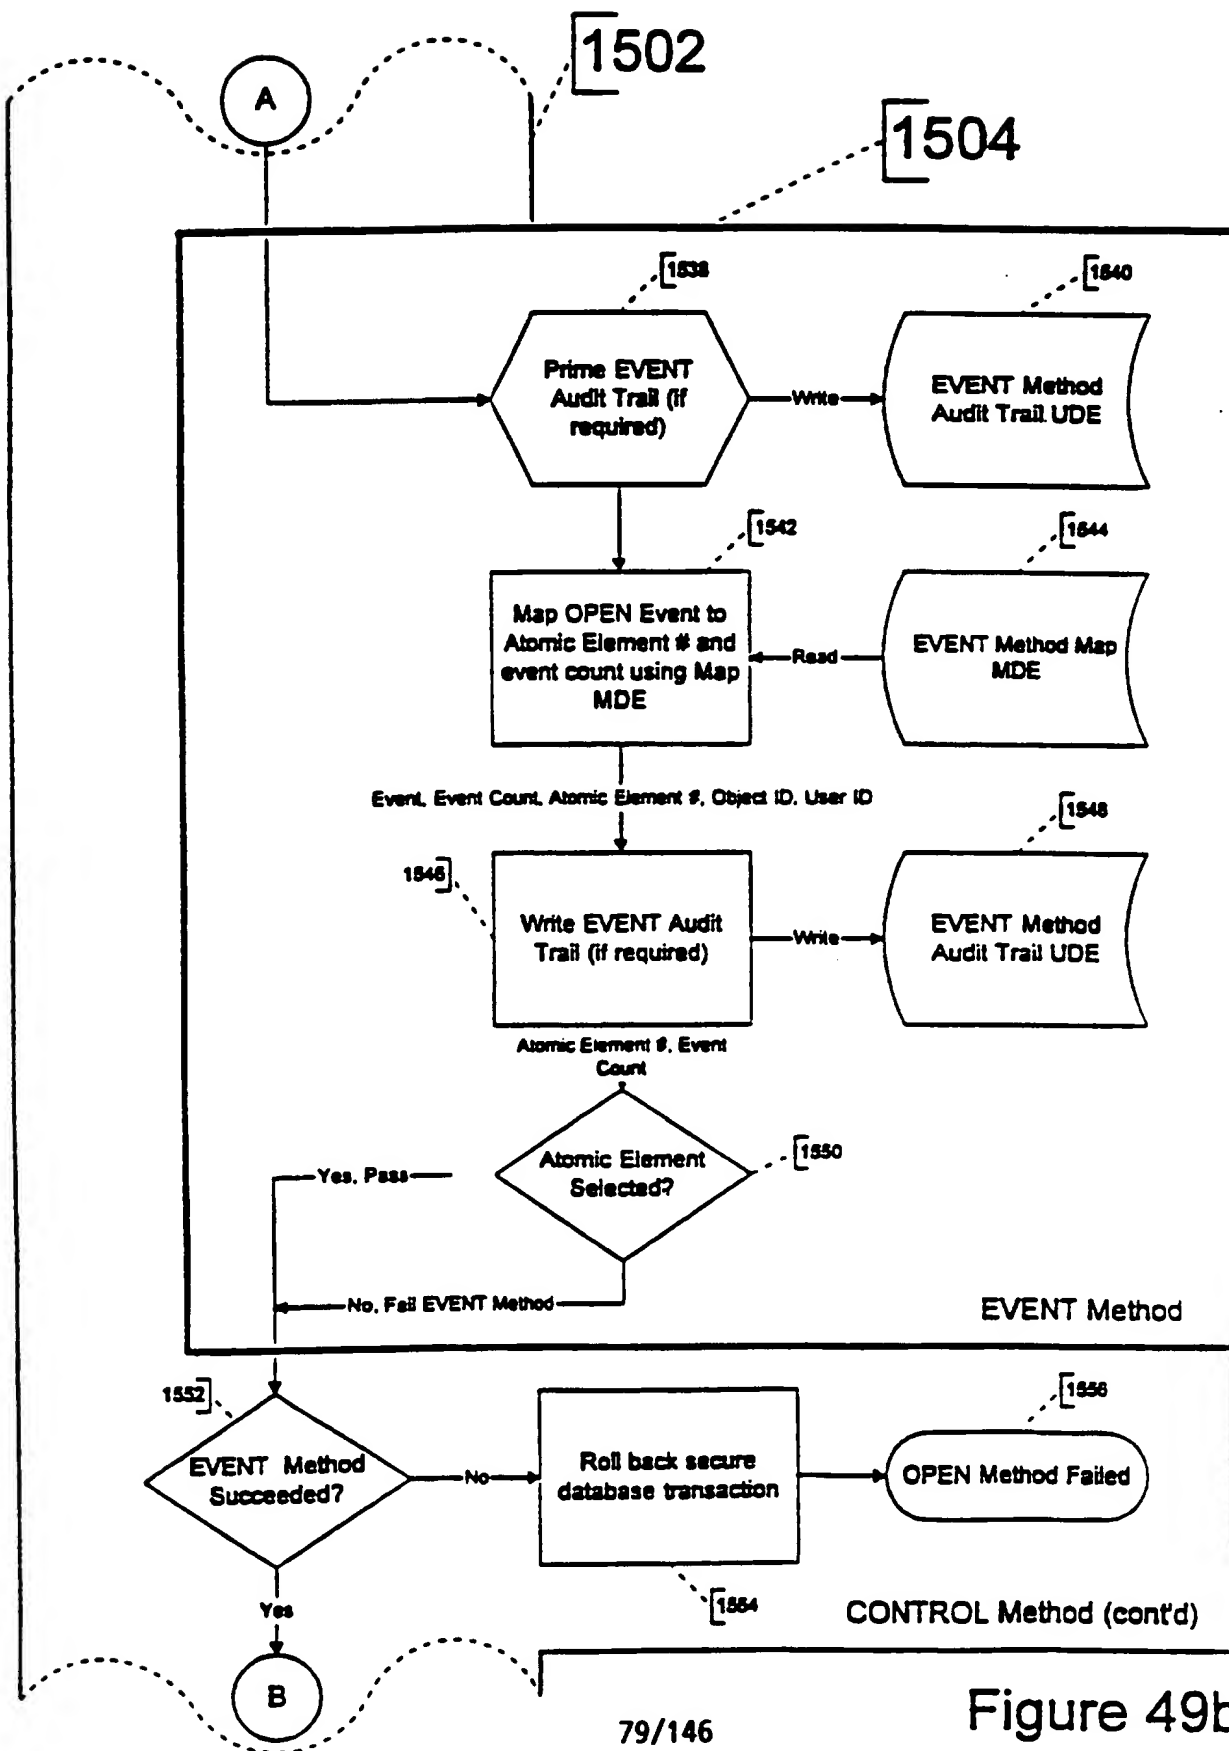 1502
A
1504
1538
1540
Prime EVENT
Audit Trail (if
required)
Write
EVENT Method
Audit Trail UDE
1542
1544
Map OPEN Event to
Atomic Element # and
event count using Map
MDE
Read
EVENT Method Map
MDE
Event, Event Count, Atomic Element #, Object ID, User ID
1548
1546
Write EVENT Audit
Trail (if required)
Write
EVENT Method
Audit Trail UDE
Atomic Element #, Event
Count
1550
Atomic Element
Selected?
Yes, Pass
No, Fail EVENT Method
EVENT Method
1552
1556
EVENT Method
Succeeded?
No
Roll back secure
database transaction
OPEN Method Failed
Yes
1554
CONTROL Method (cont'd)
B
Figure 49b
79/146